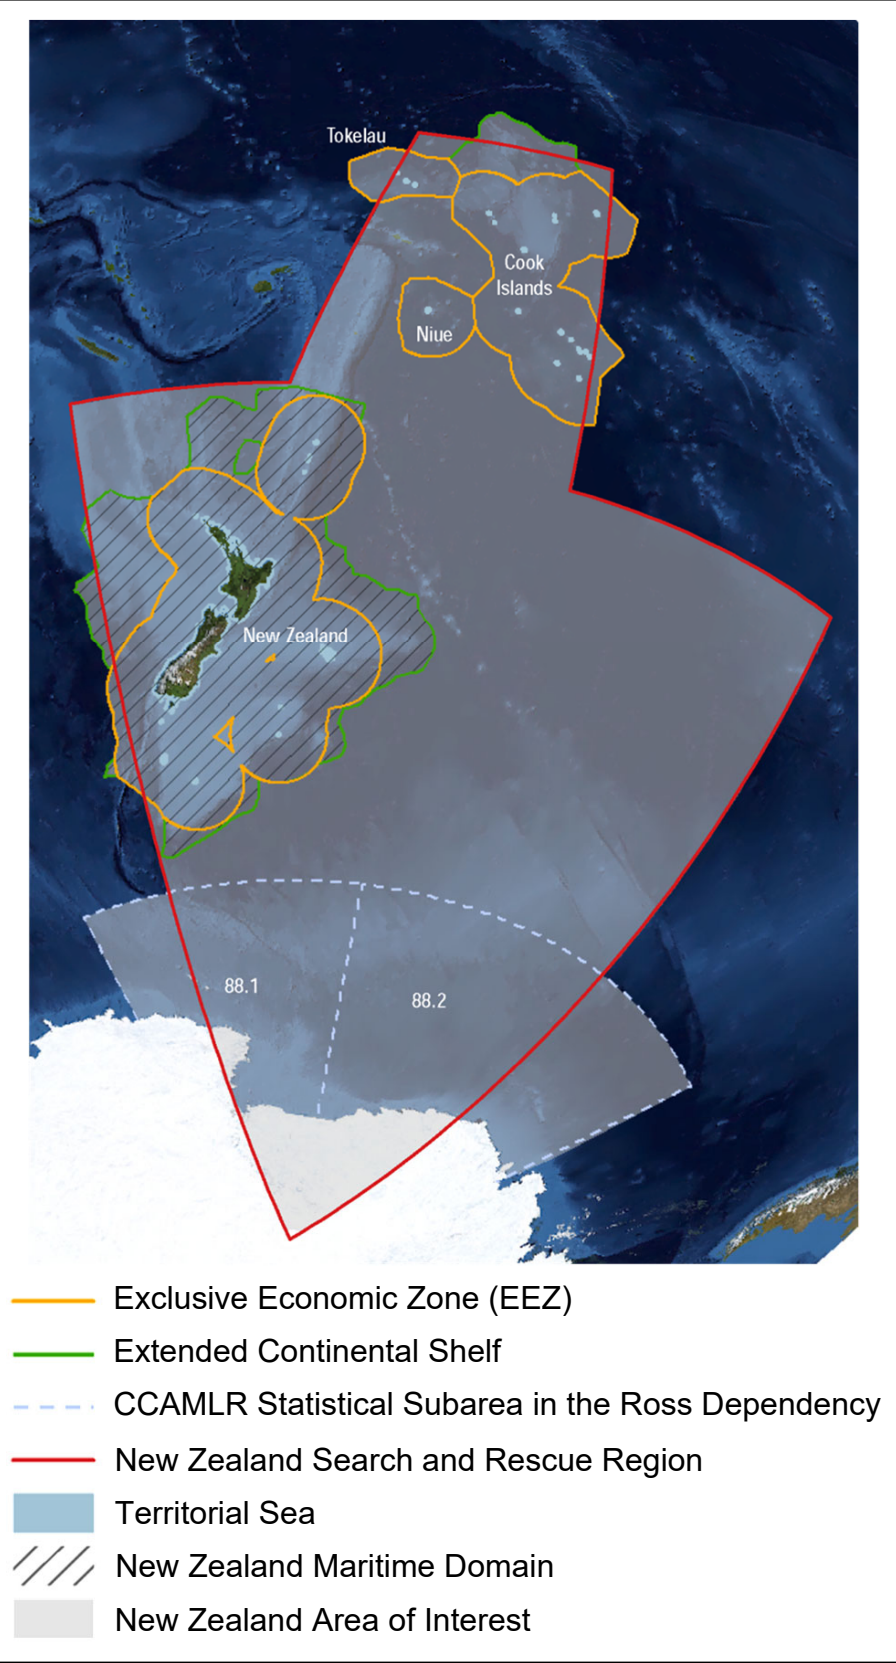 Tokelau
Cook
Islands
Niue
New Zealand
88.1
88.2
Exclusive Economic Zone (EEZ)
Extended Continental Shelf
CCAMLR Statistical Subarea in the Ross Dependency
New Zealand Search and Rescue Region
Territorial Sea
New Zealand Maritime Domain
New Zealand Area of Interest